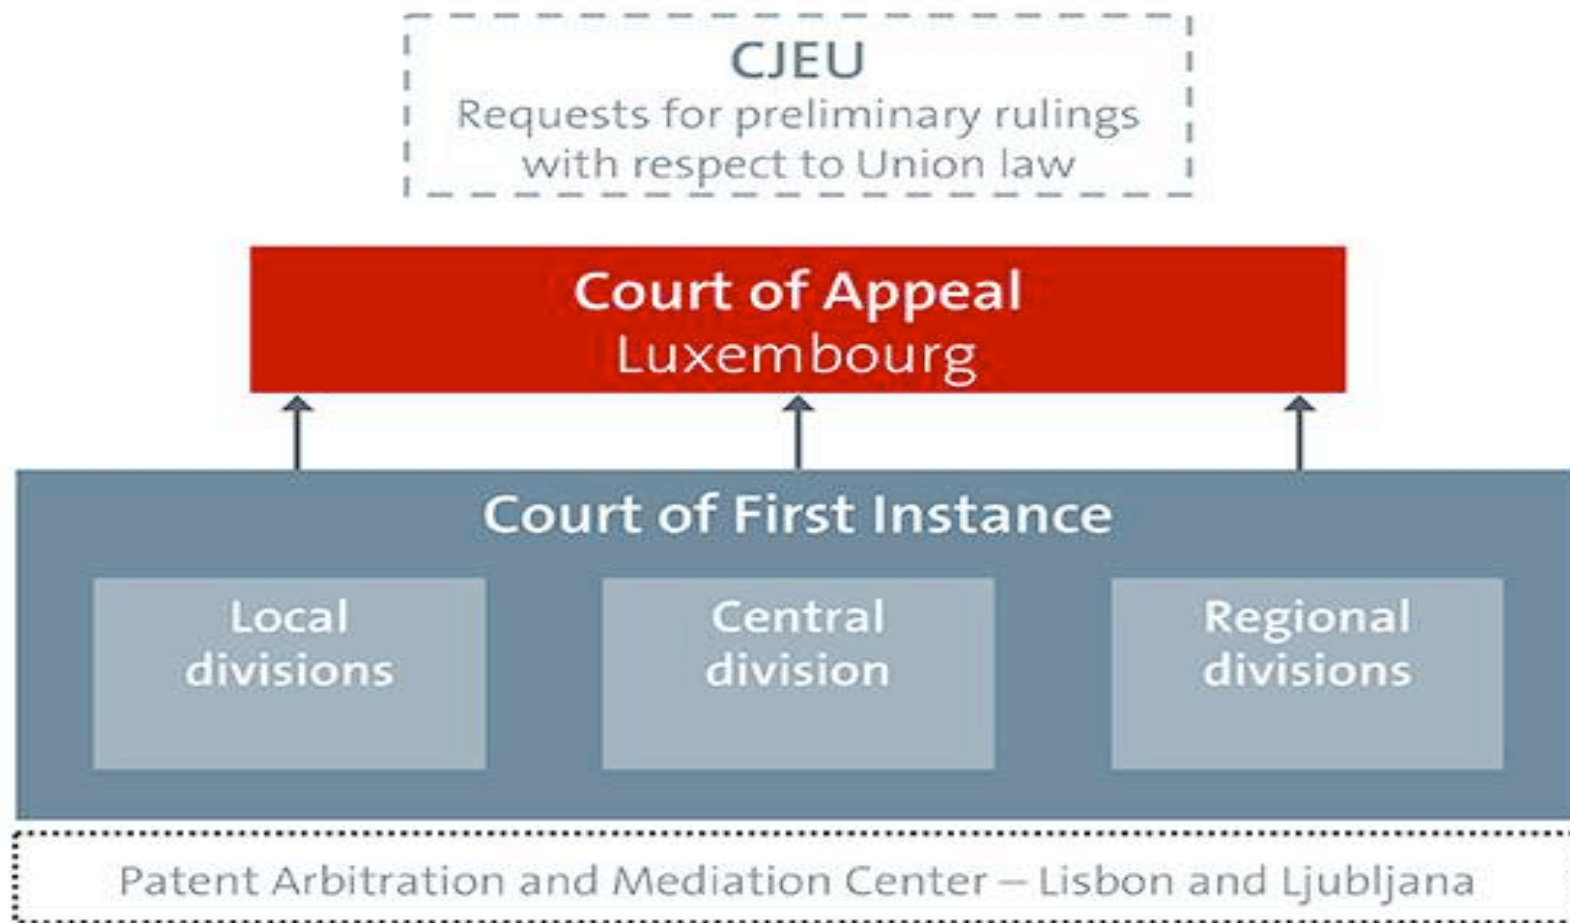 CJEU
Requests for preliminary rulings
with respect to Union law
Court of Appeal
Luxembourg
Court of First Instance
Local
divisions
Central
division
Regional
divisions
Patent Arbitration and Mediation Center – Lisbon and Ljubljana